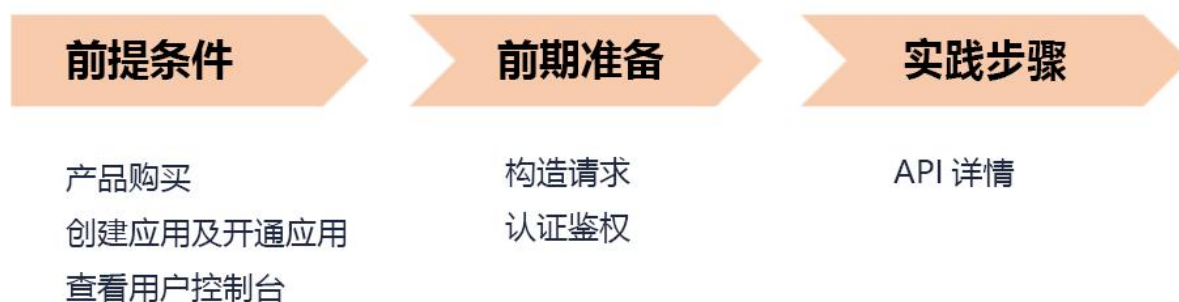 前提条件
产品购买
创建应用及开通应用
查看用户控制台
前期准备
构造请求
认证鉴权
实践步骤
API 详情